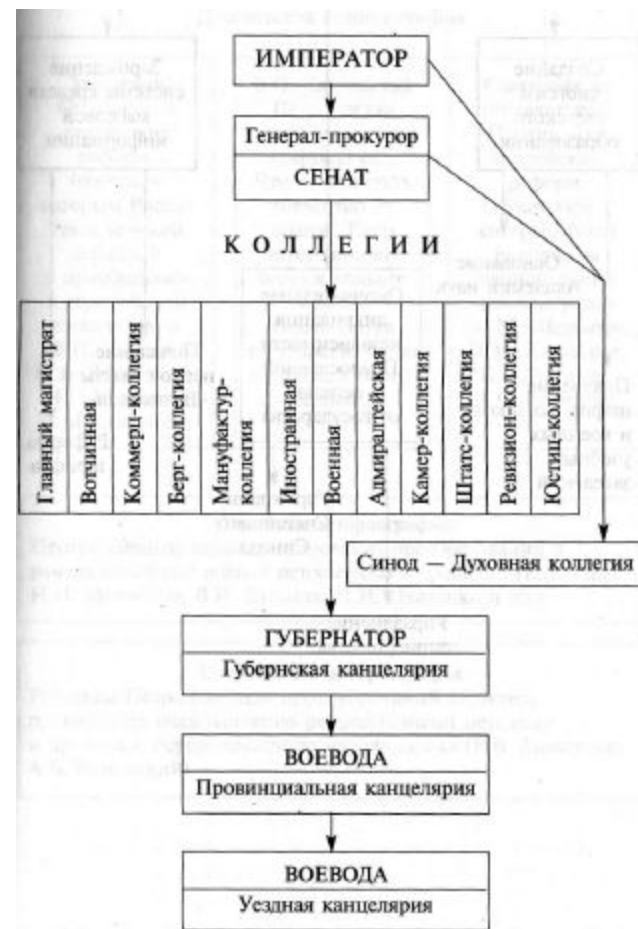 ИМПЕРАТОР
Генерал-прокурор
СЕНАТ
КОЛЛЕГИИ
Главный магистрат
Вотчинная
Коммерц-коллегия
Берг-коллегия
Мануфактур-
коллегия
Иностранная
Военная
Адмиралтейская
Камер-коллегия
Штатс-коллегия
Ревизион-коллегия
Юстиц-коллегия
Синод — Духовная коллегия
ГУБЕРНАТОР
Губернская канцелярия
ВОЕВОДА
Провинциальная канцелярия
ВОЕВОДА
Уездная канцелярия